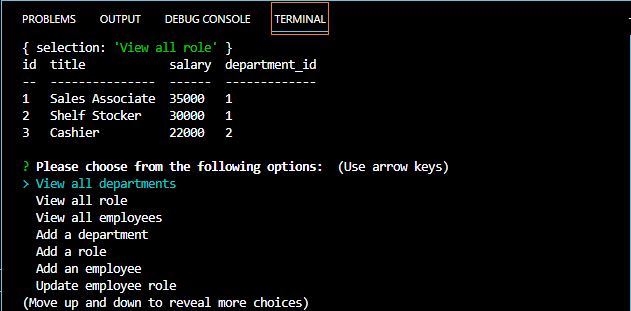 PROBLEMS OUTPUT DEBUG CONSOLE TERMINAL
{ selection: 'View all role' }
id  title            salary  department_id
--  ---------------  ------  -------------
1   Sales Associate  35000   1
2   Shelf Stocker    30000   1
3   Cashier          22000   2
? Please choose from the following options:  (Use arrow keys)
> View all departments
  View all role
  View all employees
  Add a department
  Add a role
  Add an employee
  Update employee role
(Move up and down to reveal more choices)